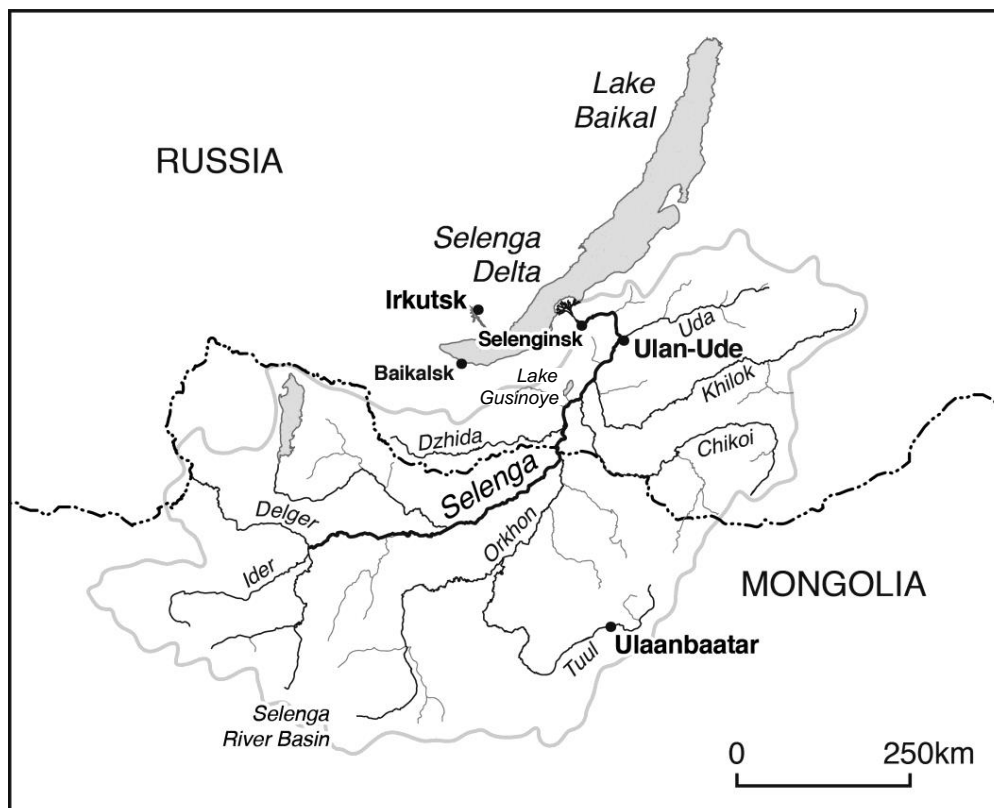 Lake
Baikal
RUSSIA
Selenga
Delta
Irkutsk
Selenginsk
Uda
Ulan-Ude
Baikalsk
Lake
Gusinoye
Khilok
Dzhida
Chikoi
Selenga
Delger
Orkhon
Ider
MONGOLIA
Ulaanbaatar
Tuul
Selenga
River Basin
0 250km